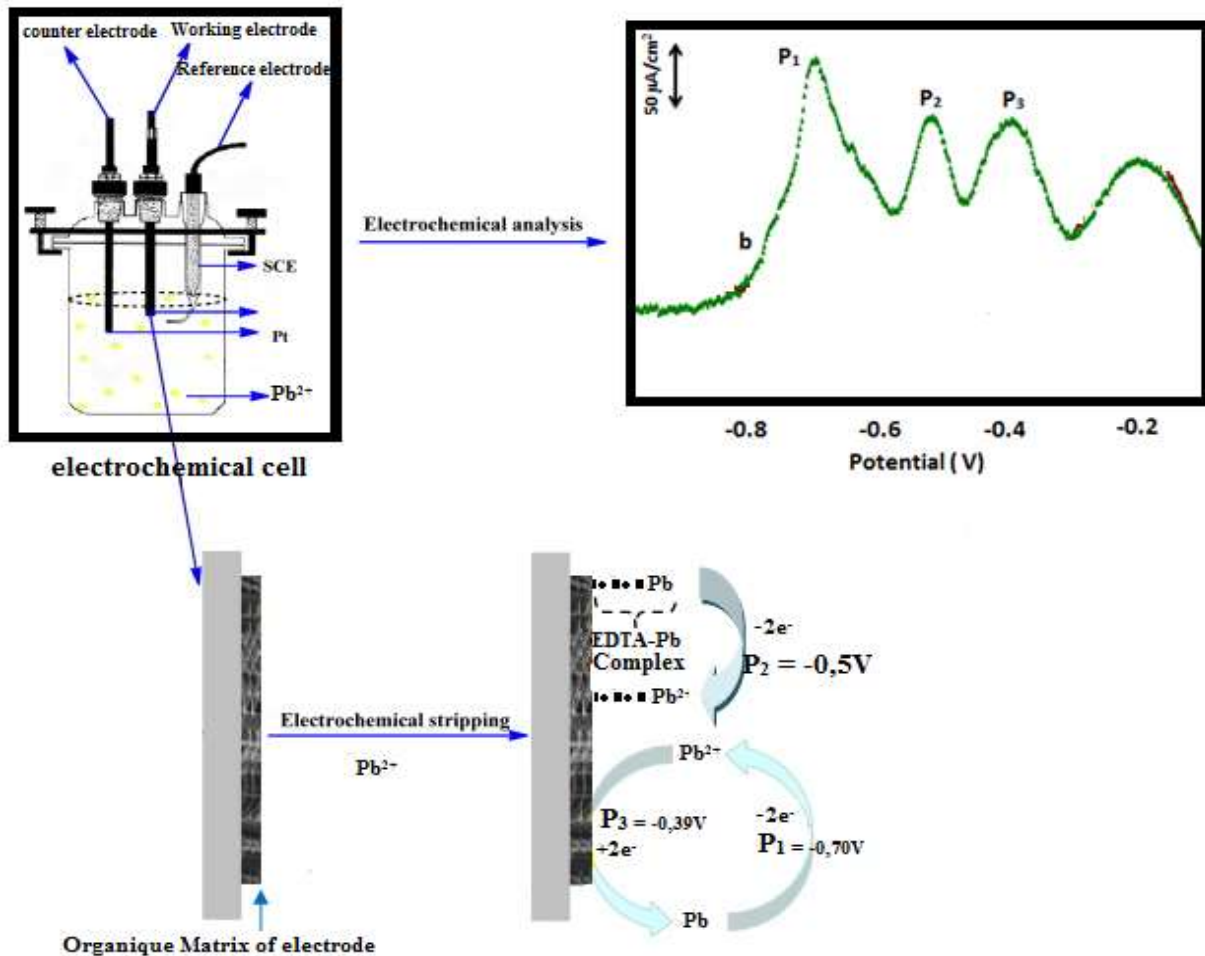 counter electrode
Working electrode
Reference electrode
SCE
Pt
Pb²⁺
electrochemical cell
Electrochemical analysis
50 µA/cm²
P₁
P₂
P₃
b
-0.8
-0.6
-0.4
-0.2
Potential ( V)
Electrochemical stripping
Pb²⁺
Organique Matrix of electrode
Pb
EDTA-Pb
Complex
Pb²⁺
-2e⁻
P₂ = -0,5V
Pb²⁺
P₃ = -0,39V
+2e⁻
-2e⁻
P₁ = -0,70V
Pb